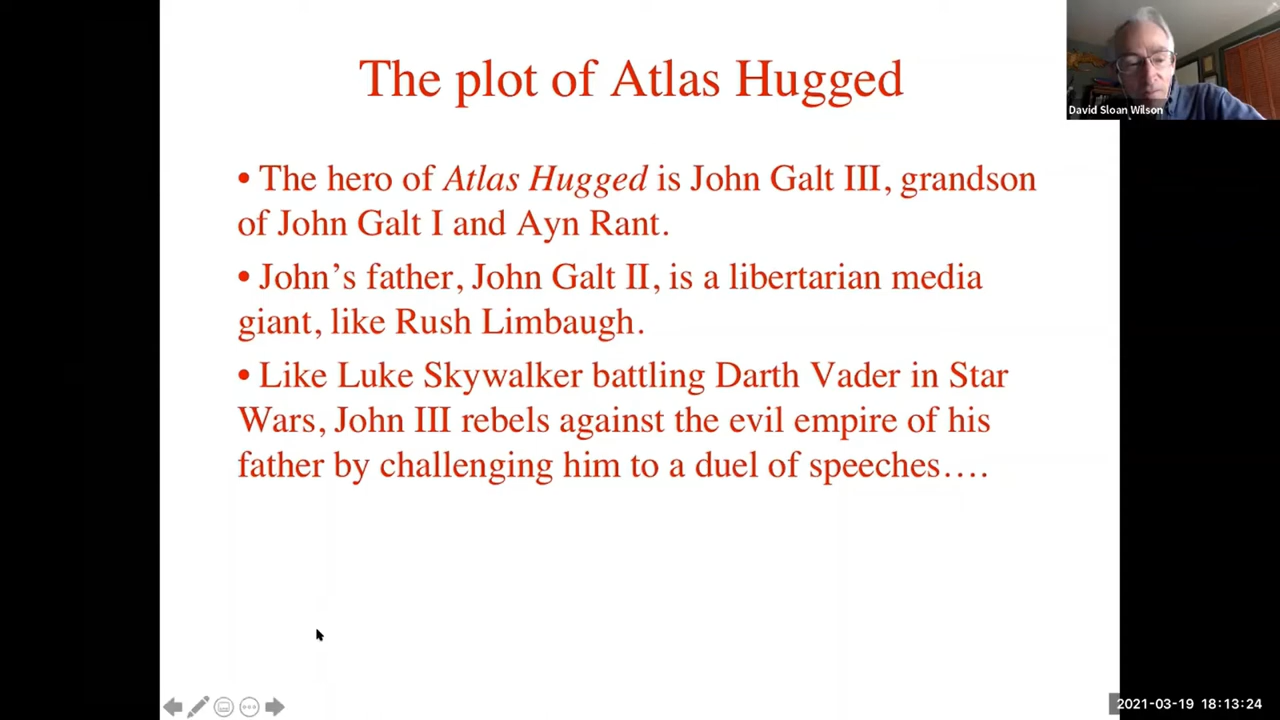 The plot of Atlas Hugged
David Sloan Wilson
• The hero of Atlas Hugged is John Galt III, grandson
of John Galt I and Ayn Rant.
• John’s father, John Galt II, is a libertarian media
giant, like Rush Limbaugh.
• Like Luke Skywalker battling Darth Vader in Star
Wars, John III rebels against the evil empire of his
father by challenging him to a duel of speeches….
2021-03-19 18:13:24